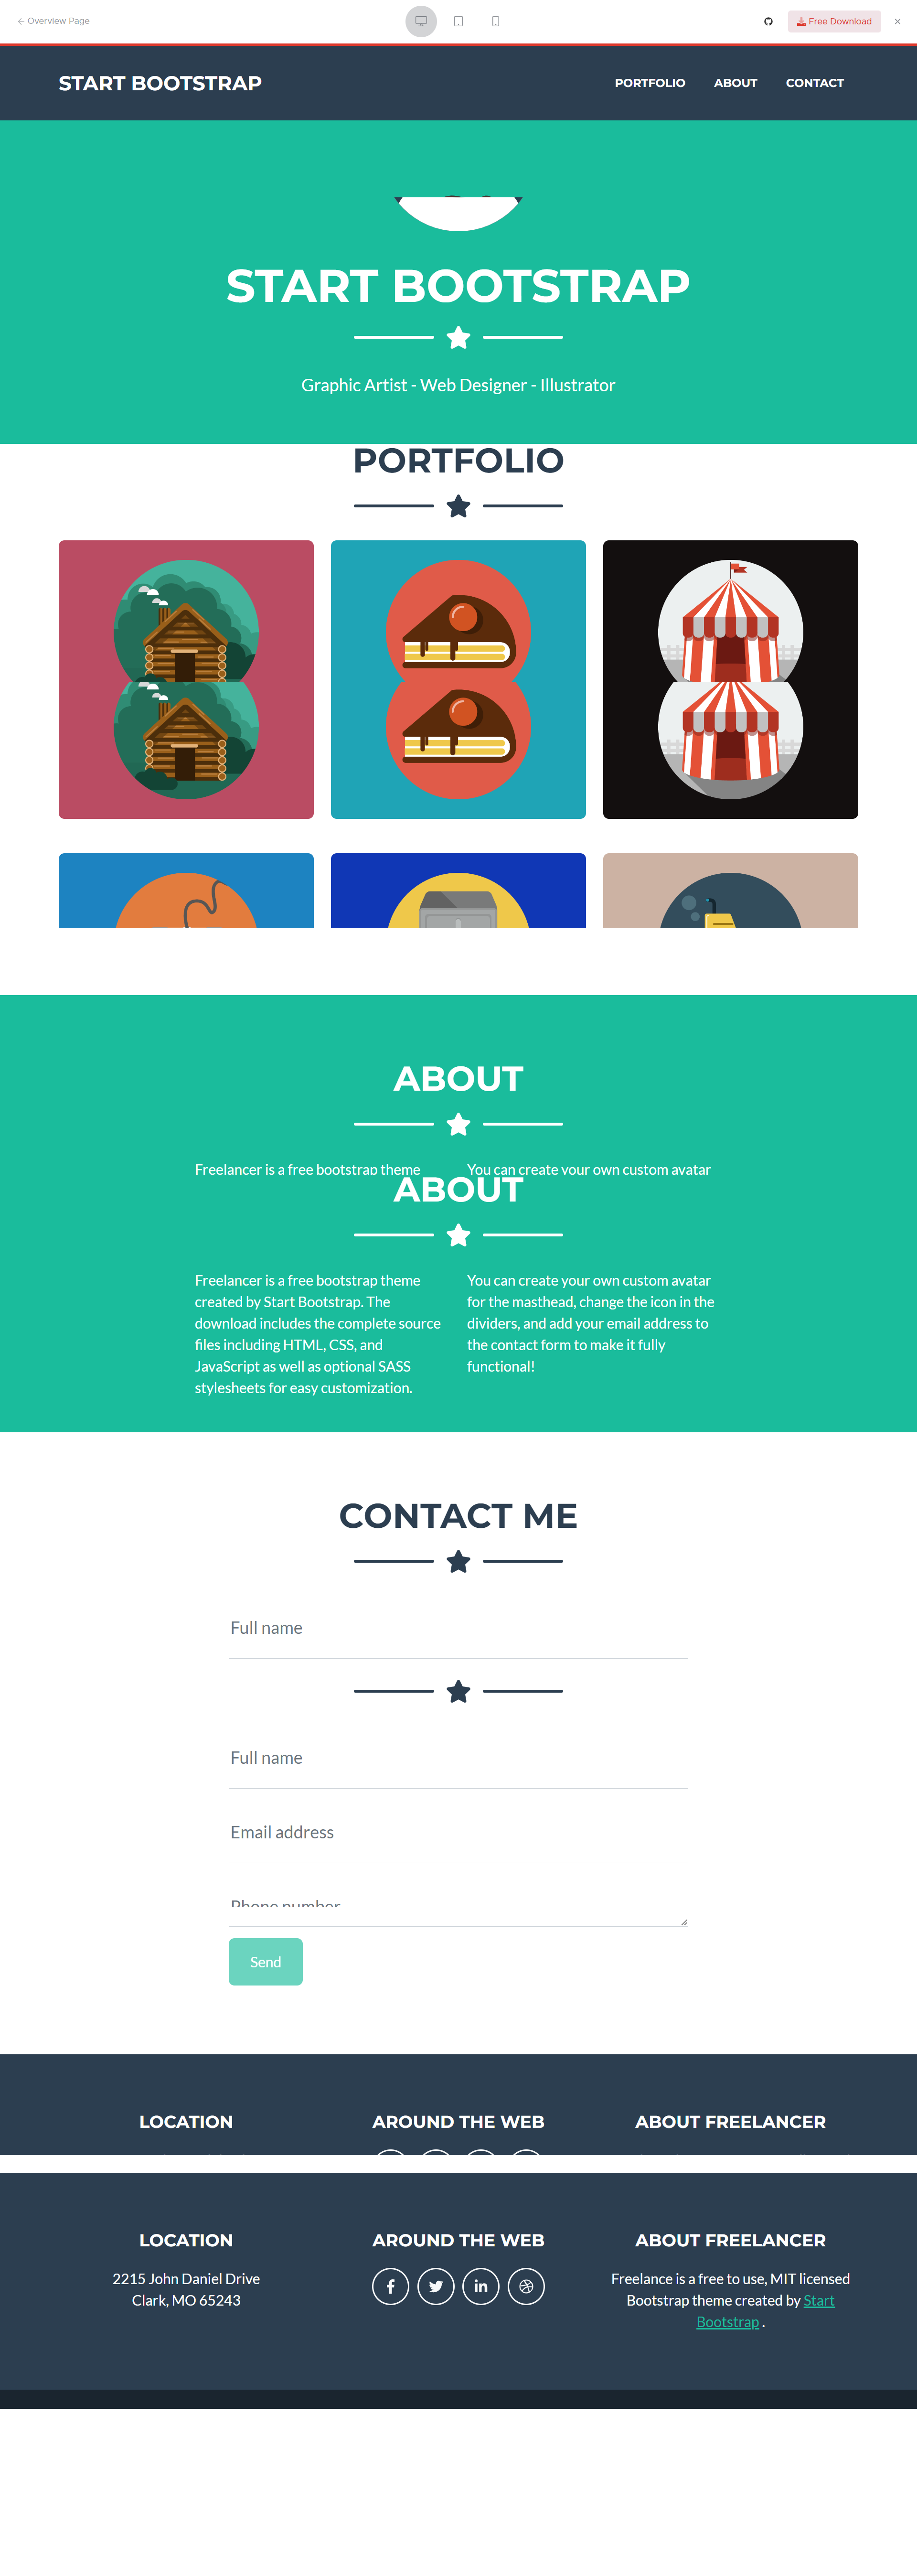 Overview Page
Free Download
START BOOTSTRAP
PORTFOLIO
ABOUT
CONTACT
START BOOTSTRAP
Graphic Artist - Web Designer - Illustrator
PORTFOLIO
ABOUT
Freelancer is a free bootstrap theme
You can create your own custom avatar
ABOUT
Freelancer is a free bootstrap theme
created by Start Bootstrap. The
download includes the complete source
files including HTML, CSS, and
JavaScript as well as optional SASS
stylesheets for easy customization.
You can create your own custom avatar
for the masthead, change the icon in the
dividers, and add your email address to
the contact form to make it fully
functional!
CONTACT ME
Full name
Full name
Email address
Phone number
Send
LOCATION
AROUND THE WEB
ABOUT FREELANCER
LOCATION
2215 John Daniel Drive
Clark, MO 65243
AROUND THE WEB
ABOUT FREELANCER
Freelance is a free to use, MIT licensed
Bootstrap theme created by Start
Bootstrap .